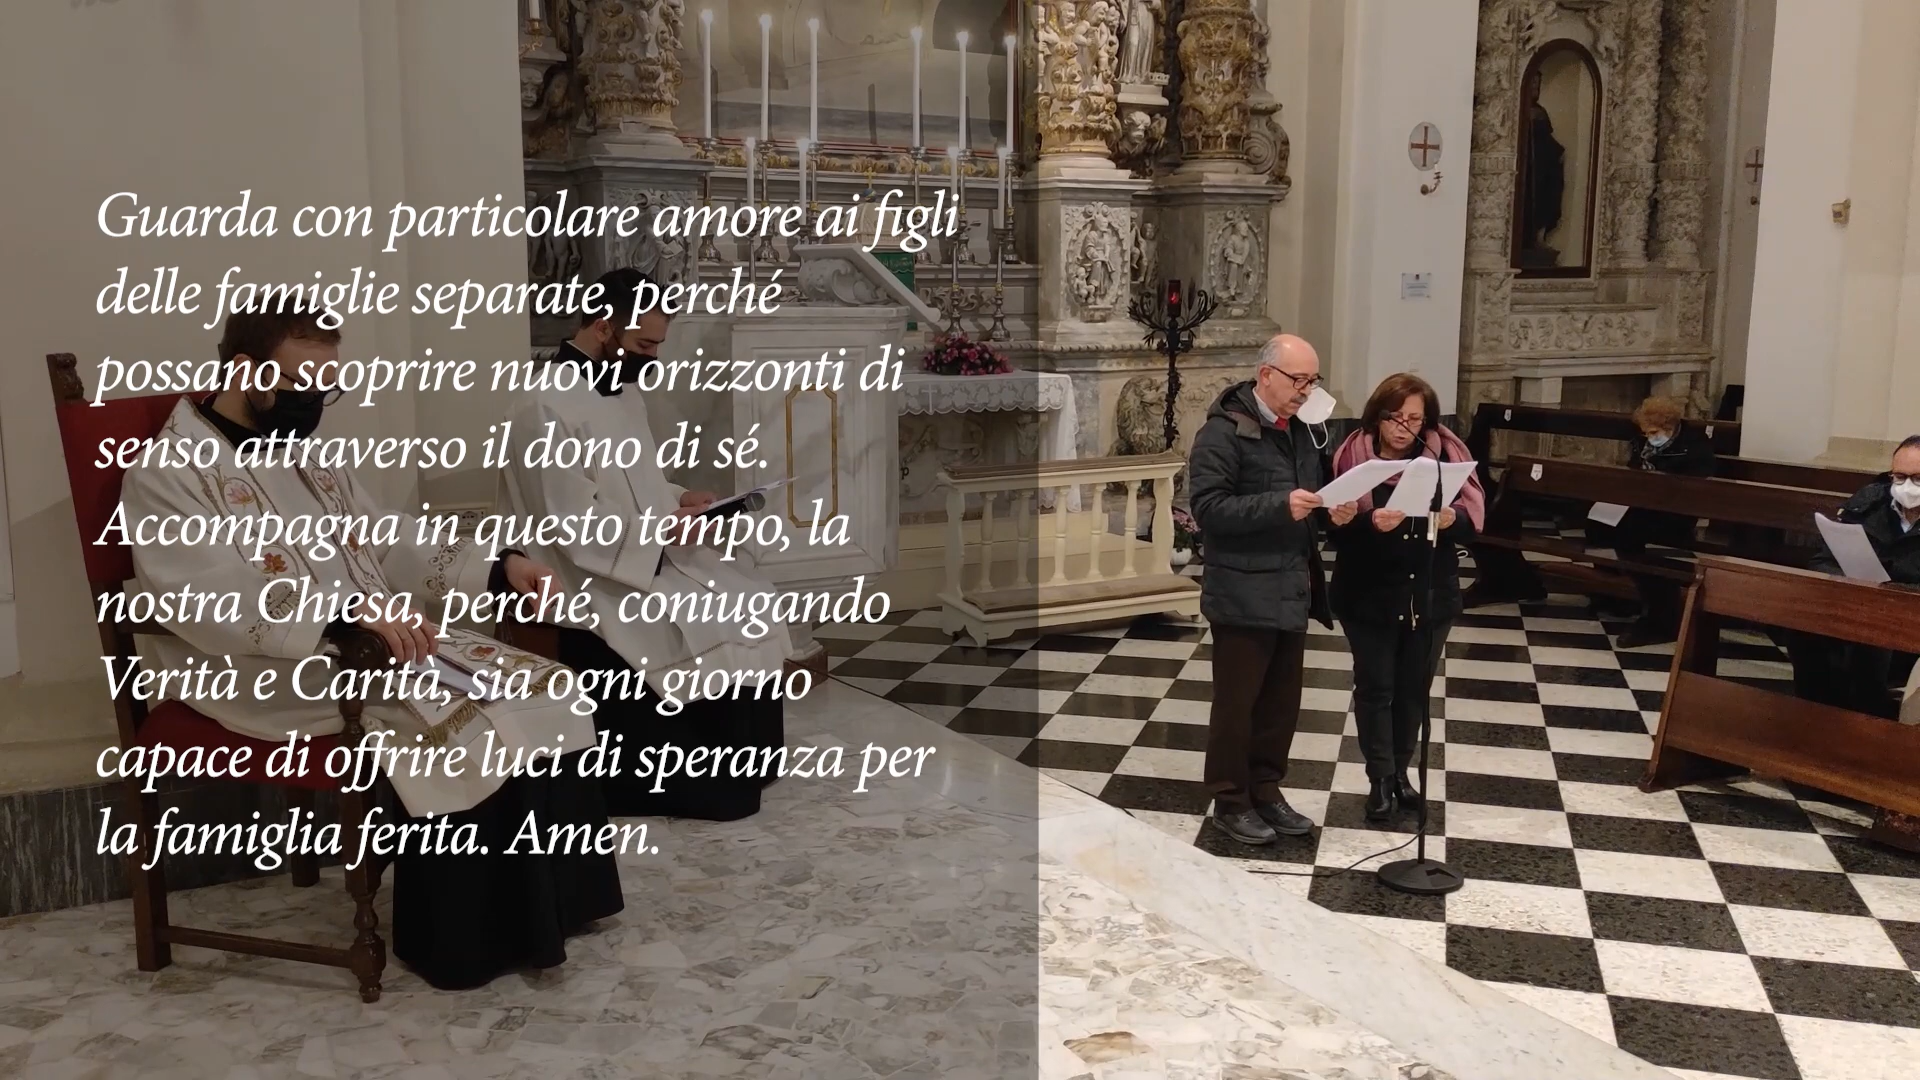 Guarda con particolare amore ai figli
delle famiglie separate, perché
possano scoprire nuovi orizzonti di
senso attraverso il dono di sé.
Accompagna in questo tempo, la
nostra Chiesa, perché, coniugando
Verità e Carità, sia ogni giorno
capace di offrire luci di speranza per
la famiglia ferita. Amen.